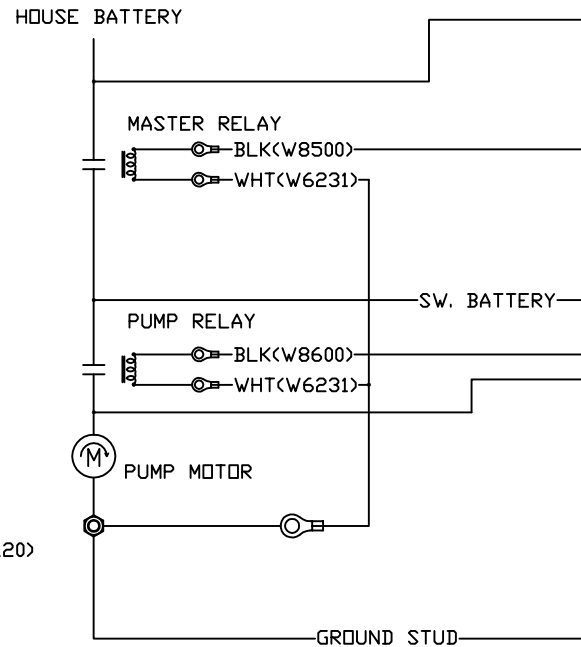 HOUSE BATTERY
MASTER RELAY
BLK(W8500)
WHT(W6231)
SW. BATTERY
PUMP RELAY
BLK(W8600)
WHT(W6231)
M
PUMP MOTOR
20)
GROUND STUD